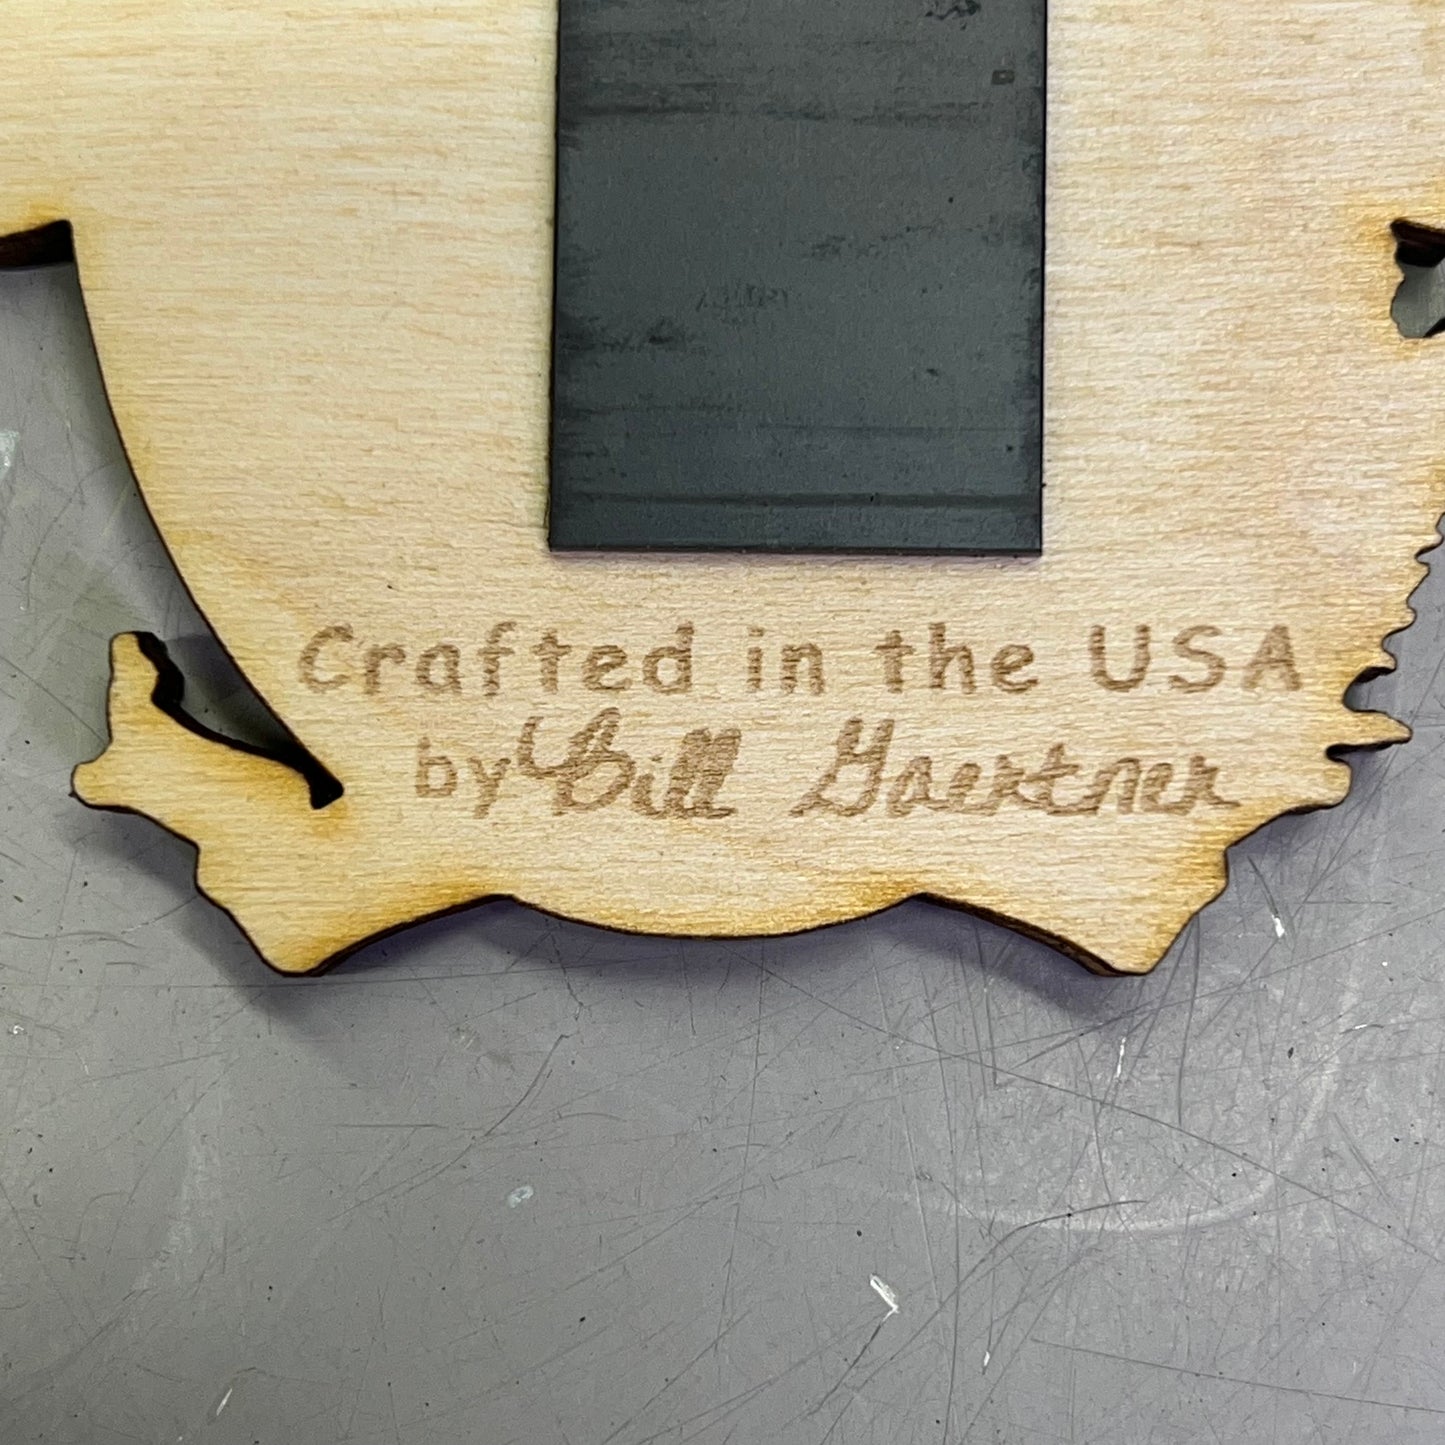 Crafted in the USA
by Bill Gaertner